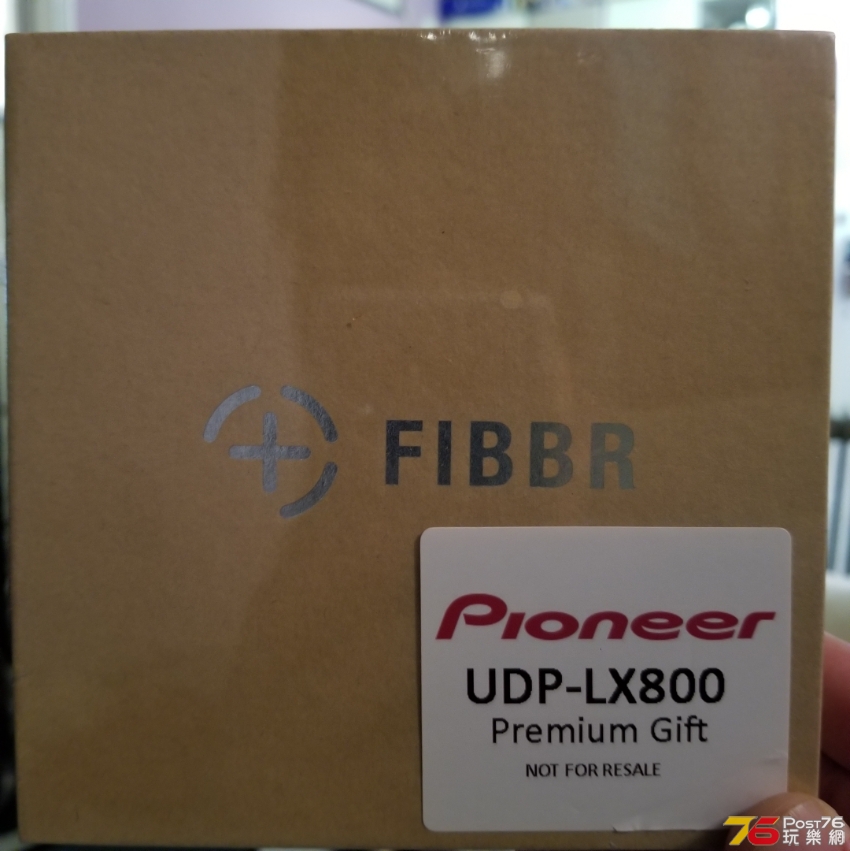 FIBBR
Pioneer
UDP-LX800
Premium Gift
NOT FOR RESALE
76 Post76
玩樂網